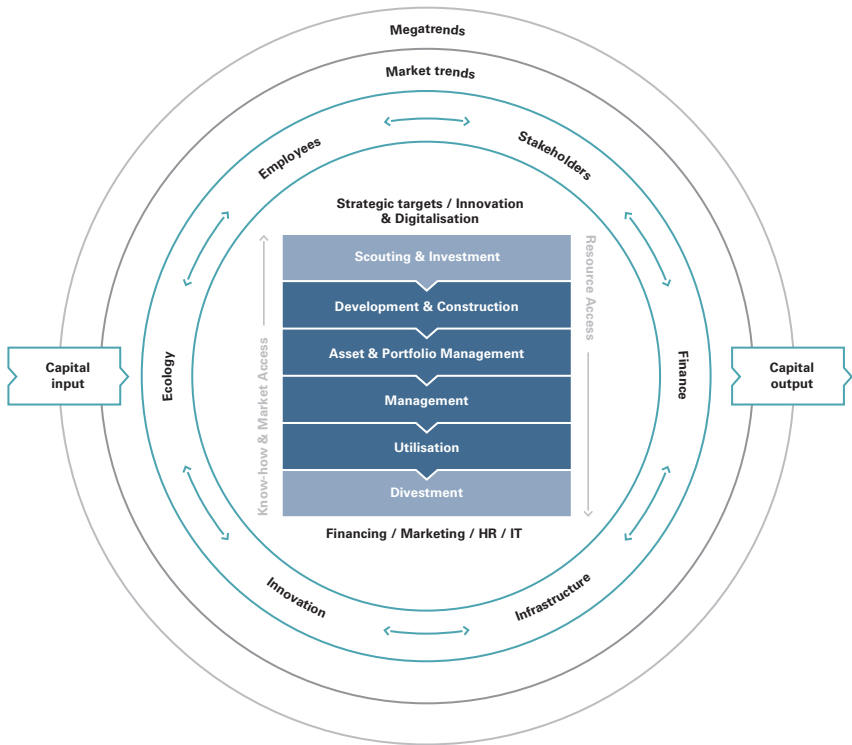 Megatrends
Market trends
Employees
Stakeholders
Strategic targets / Innovation
& Digitalisation
Scouting & Investment
Development & Construction
Asset & Portfolio Management
Management
Utilisation
Divestment
Know-how & Market Access
Resource Access
Financing / Marketing / HR / IT
Capital
input
Ecology
Finance
Capital
output
Innovation
Infrastructure